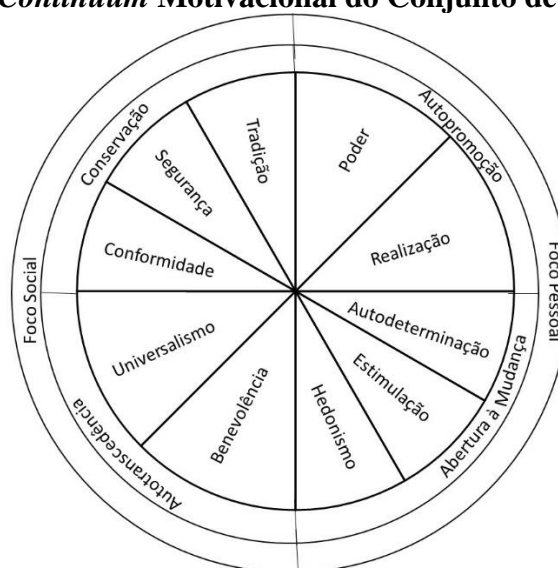 Continuum Motivacional do Conjunto de
Conservação
Autopromoção
Tradição
Poder
Segurança
Realização
Conformidade
Foco Social
Foco Pessoal
Autodeterminação
Universalismo
Estimulação
Benevolência
Hedonismo
Abertura à Mudança
Autotranscedência